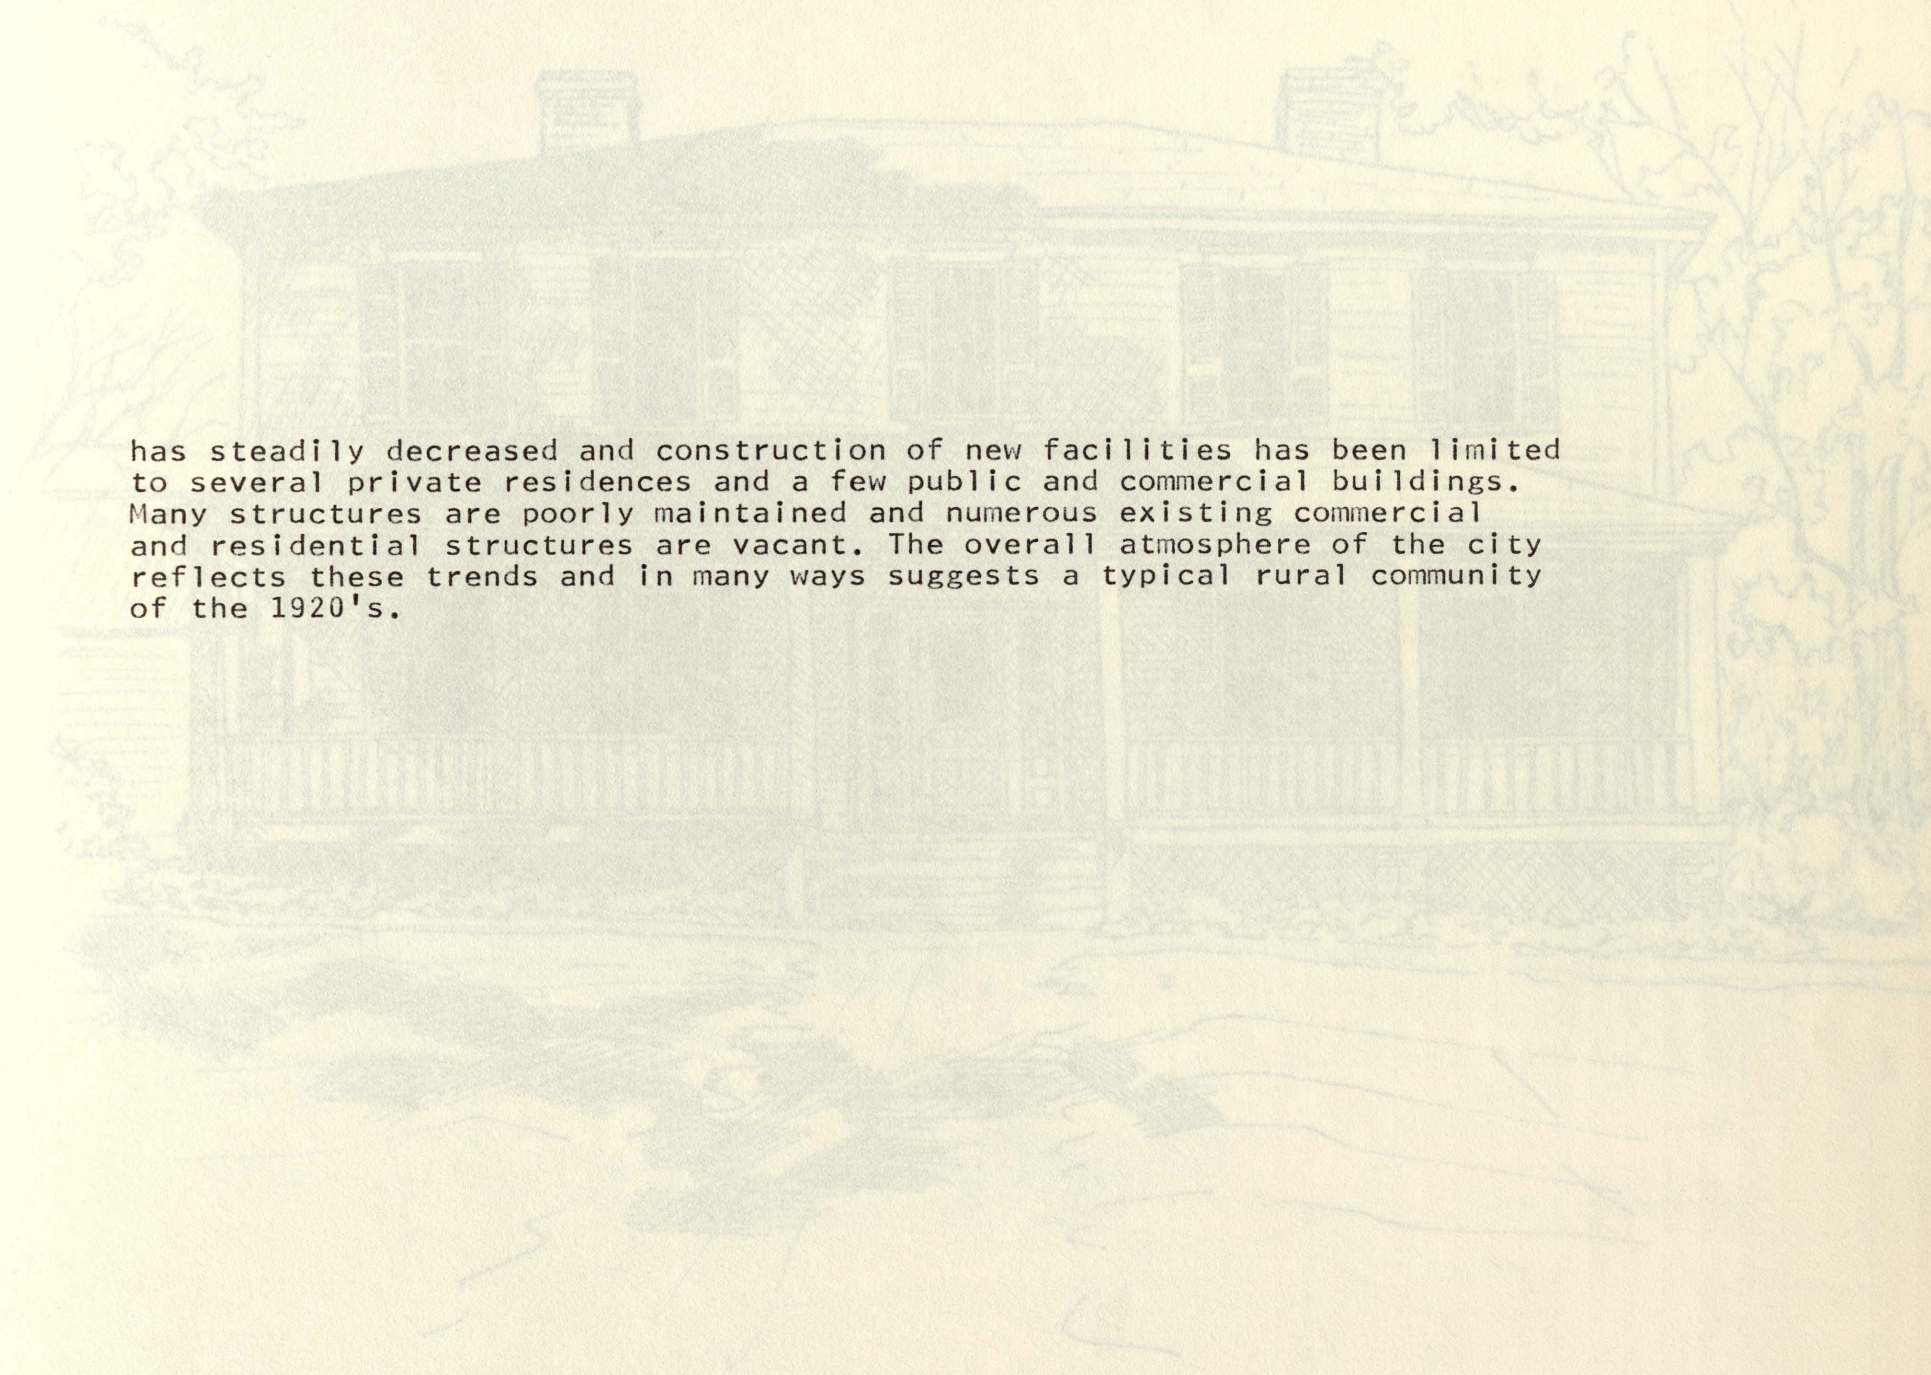 has steadily decreased and construction of new facilities has been limited
to several private residences and a few public and commercial buildings.
Many structures are poorly maintained and numerous existing commercial
and residential structures are vacant. The overall atmosphere of the city
reflects these trends and in many ways suggests a typical rural community
of the 1920's.